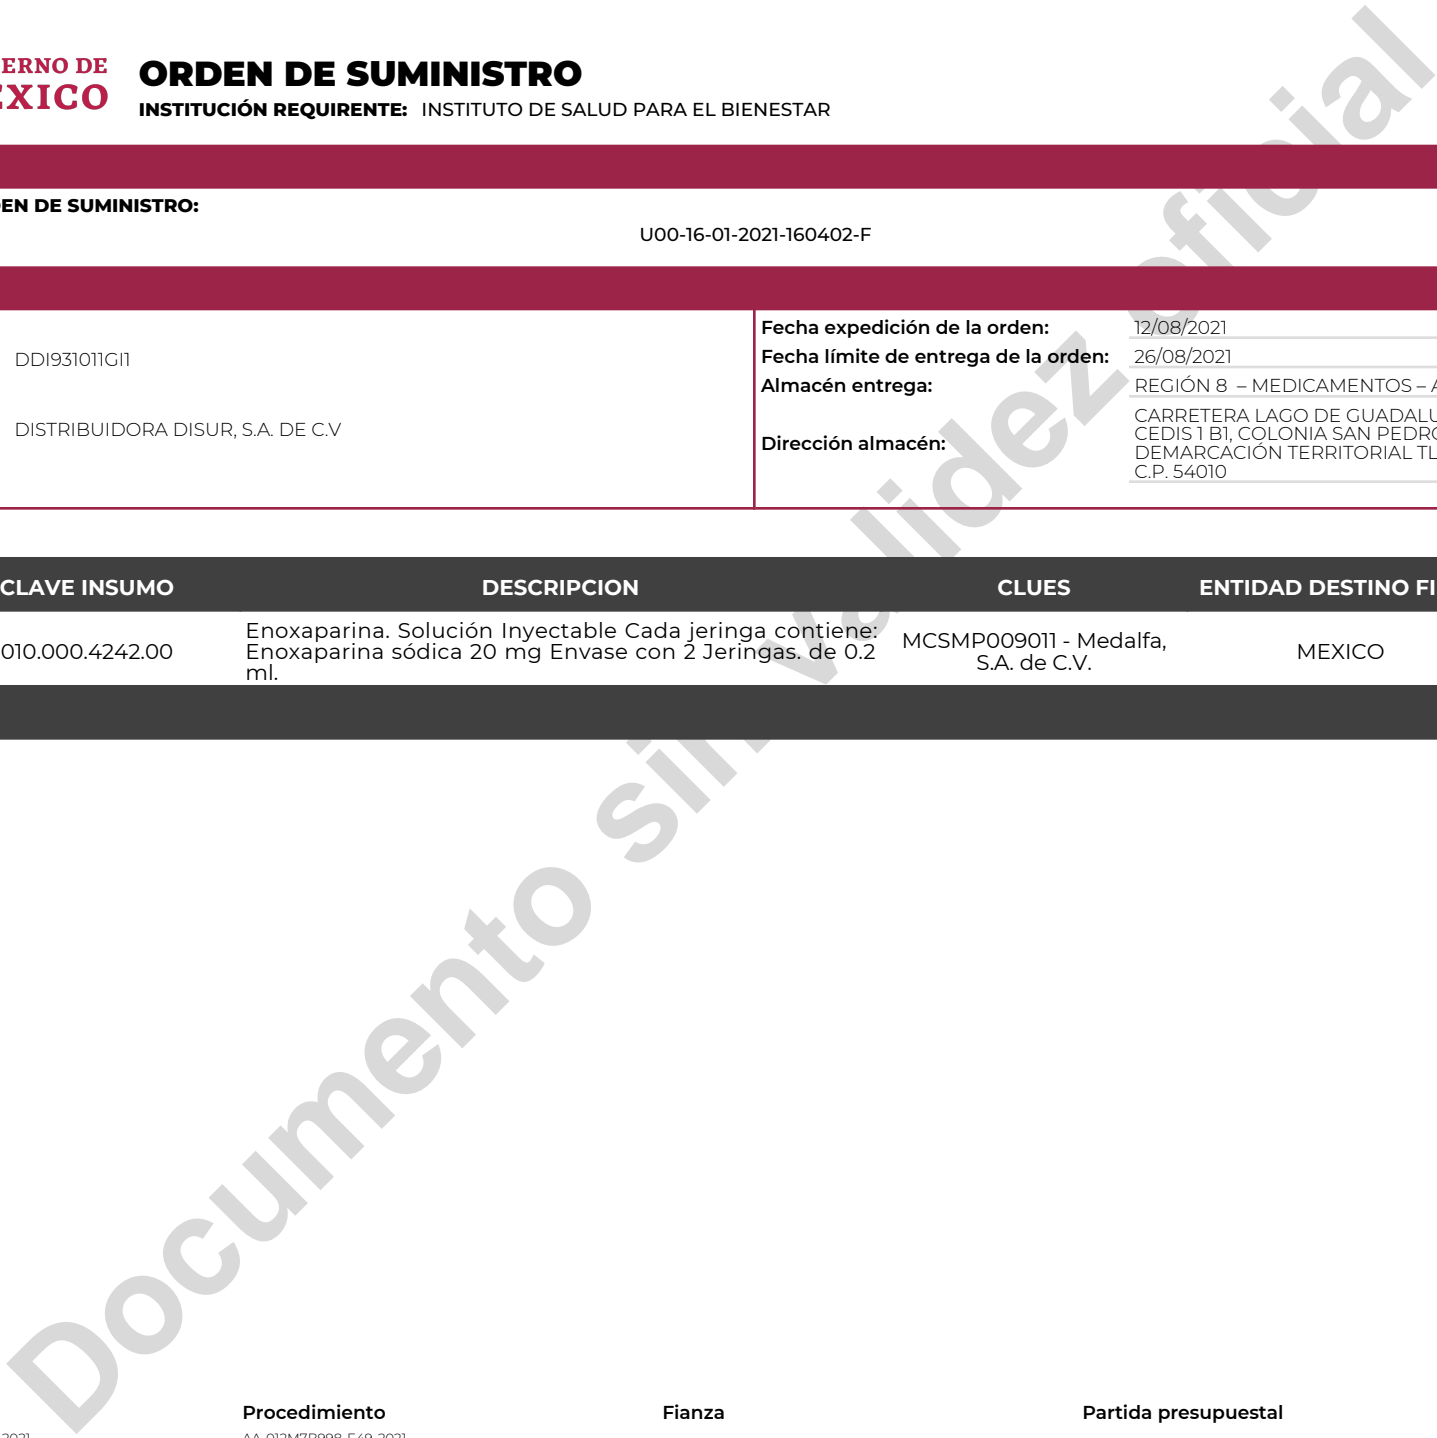 ERNO DE
EXICO
ORDEN DE SUMINISTRO
INSTITUCIÓN REQUIRENTE: INSTITUTO DE SALUD PARA EL BIENESTAR
EN DE SUMINISTRO:
U00-16-01-2021-160402-F
DDI931011GI1
DISTRIBUIDORA DISUR, S.A. DE C.V
Fecha expedición de la orden: 12/08/2021
Fecha límite de entrega de la orden: 26/08/2021
Almacén entrega: REGIÓN 8 – MEDICAMENTOS – A
Dirección almacén:
CARRETERA LAGO DE GUADALU
CEDIS 1 B1, COLONIA SAN PEDRO
DEMARCACIÓN TERRITORIAL TL
C.P. 54010
CLAVE INSUMO DESCRIPCION CLUES ENTIDAD DESTINO FI
010.000.4242.00
Enoxaparina. Solución Inyectable Cada jeringa contiene:
Enoxaparina sódica 20 mg Envase con 2 Jeringas. de 0.2
ml.
MCSMP009011 - Medalfa,
S.A. de C.V.
MEXICO
Documento sin validez oficial
Procedimiento Fianza Partida presupuestal